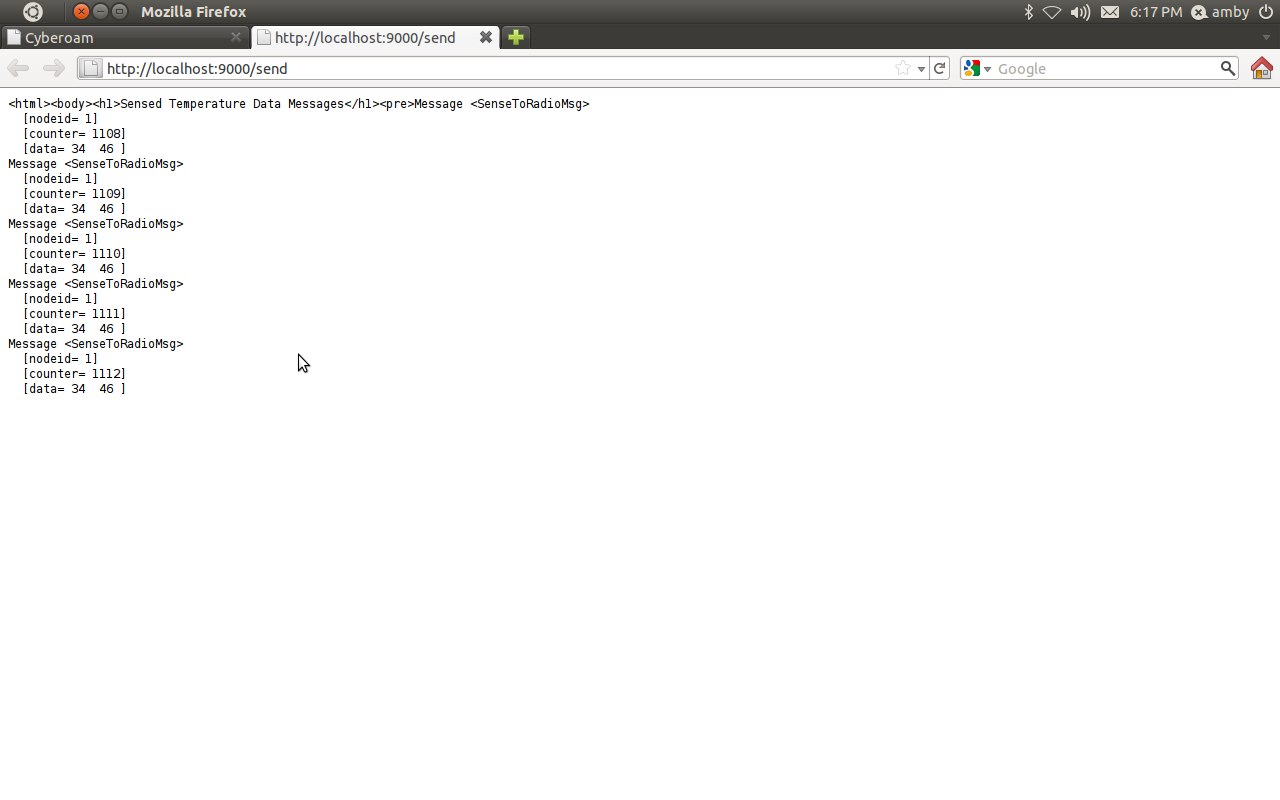 Mozilla Firefox
6:17 PM
amby
Cyberoam
http://localhost:9000/send
http://localhost:9000/send
Google
<html><body><h1>Sensed Temperature Data Messages</h1><pre>Message <SenseToRadioMsg>
  [nodeid= 1]
  [counter= 1108]
  [data= 34  46 ]
Message <SenseToRadioMsg>
  [nodeid= 1]
  [counter= 1109]
  [data= 34  46 ]
Message <SenseToRadioMsg>
  [nodeid= 1]
  [counter= 1110]
  [data= 34  46 ]
Message <SenseToRadioMsg>
  [nodeid= 1]
  [counter= 1111]
  [data= 34  46 ]
Message <SenseToRadioMsg>
  [nodeid= 1]
  [counter= 1112]
  [data= 34  46 ]